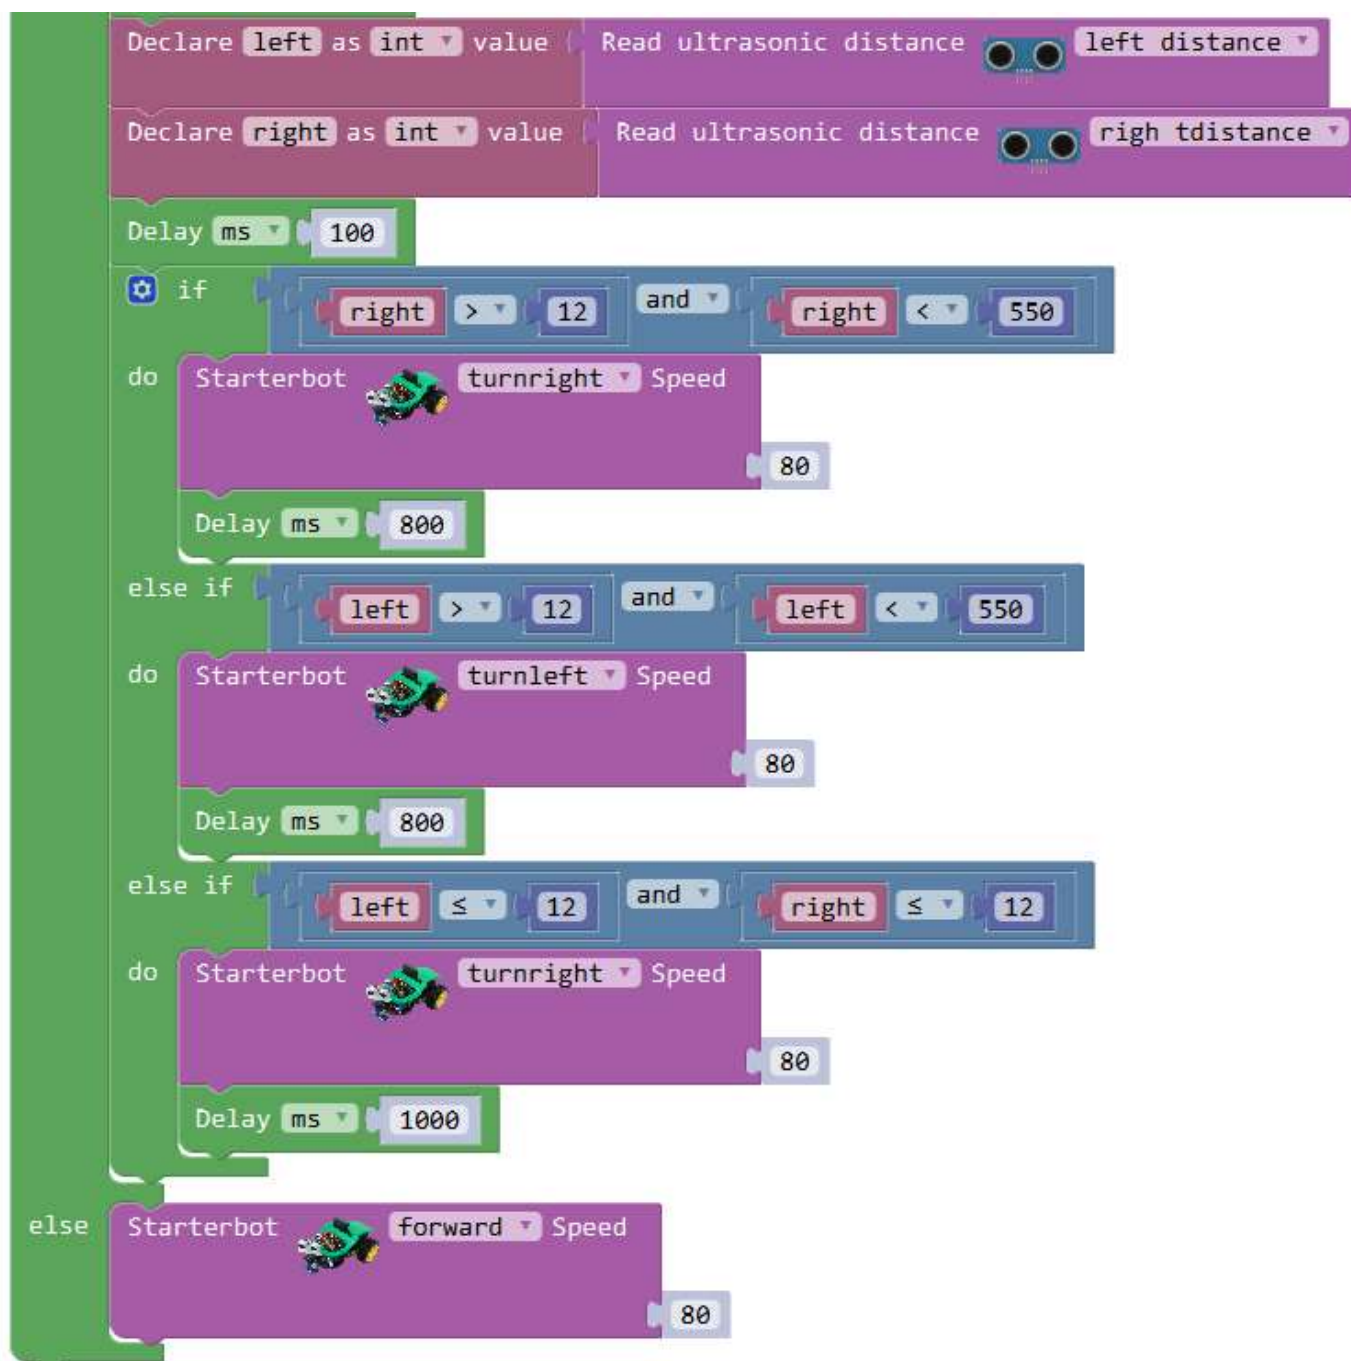 Declare left as int value Read ultrasonic distance left distance
Declare right as int value Read ultrasonic distance righ tdistance
Delay ms 100
if right > 12 and right < 550
do Starterbot turnright Speed
80
Delay ms 800
else if left > 12 and left < 550
do Starterbot turnleft Speed
80
Delay ms 800
else if left ≤ 12 and right ≤ 12
do Starterbot turnright Speed
80
Delay ms 1000
else Starterbot forward Speed
80